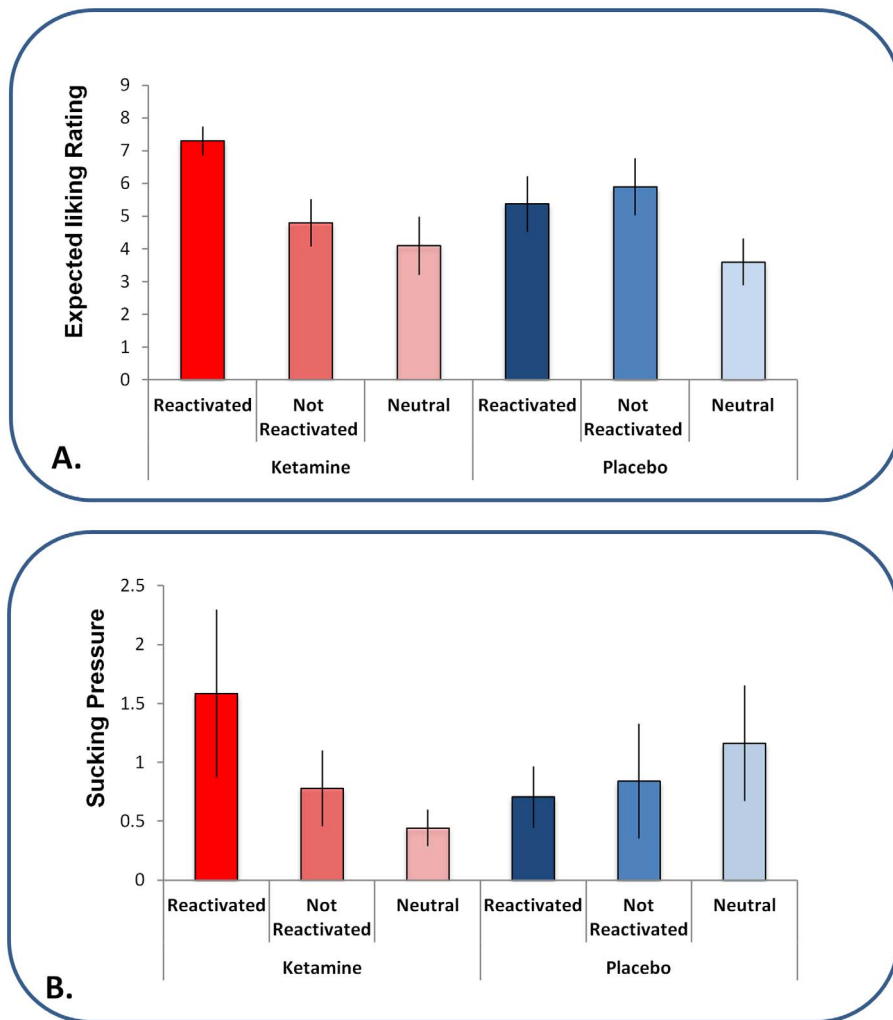 Expected liking Rating
9
8
7
6
5
4
3
2
1
0
Reactivated Not Neutral Reactivated Not Neutral
Reactivated Reactivated
Ketamine Placebo
A.
Sucking Pressure
2.5
2
1.5
1
0.5
0
Reactivated Not Neutral Reactivated Not Neutral
Reactivated Reactivated
Ketamine Placebo
B.